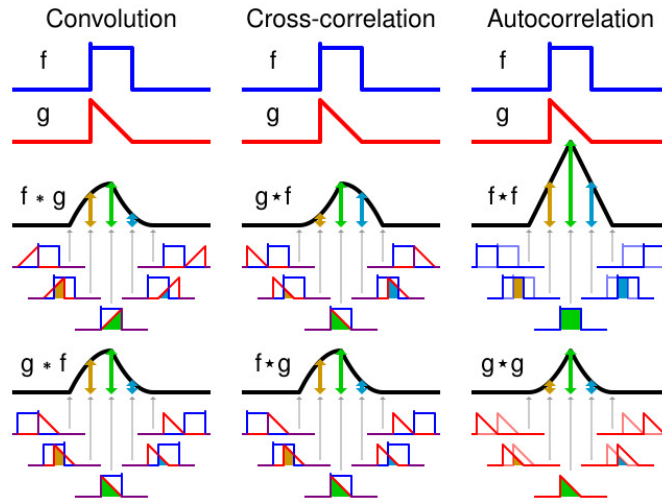 Convolution Cross-correlation Autocorrelation
f f f
g g g
f * g g⋆f f⋆f
g * f f⋆g g⋆g